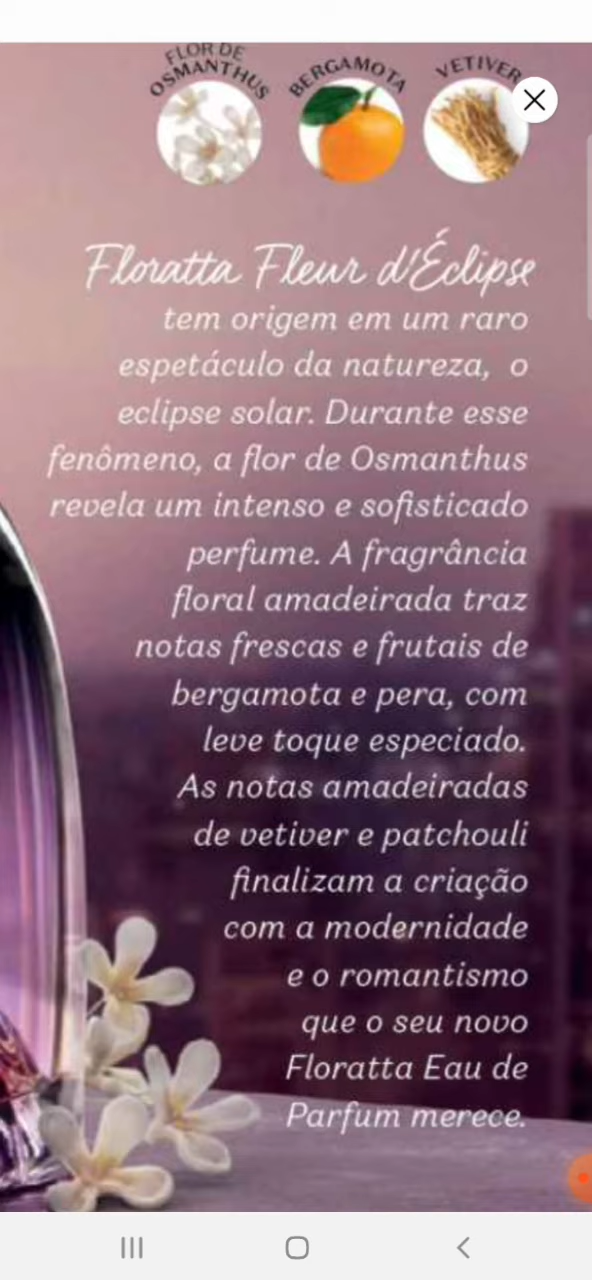 FLOR DE
OSMANTHUS
BERGAMOTA
VETIVER
Floratta Fleur d'Éclipse
tem origem em um raro
espetáculo da natureza, o
eclipse solar. Durante esse
fenômeno, a flor de Osmanthus
revela um intenso e sofisticado
perfume. A fragrância
floral amadeirada traz
notas frescas e frutais de
bergamota e pera, com
leve toque especiado.
As notas amadeiradas
de vetiver e patchouli
finalizam a criação
com a modernidade
e o romantismo
que o seu novo
Floratta Eau de
Parfum merece.